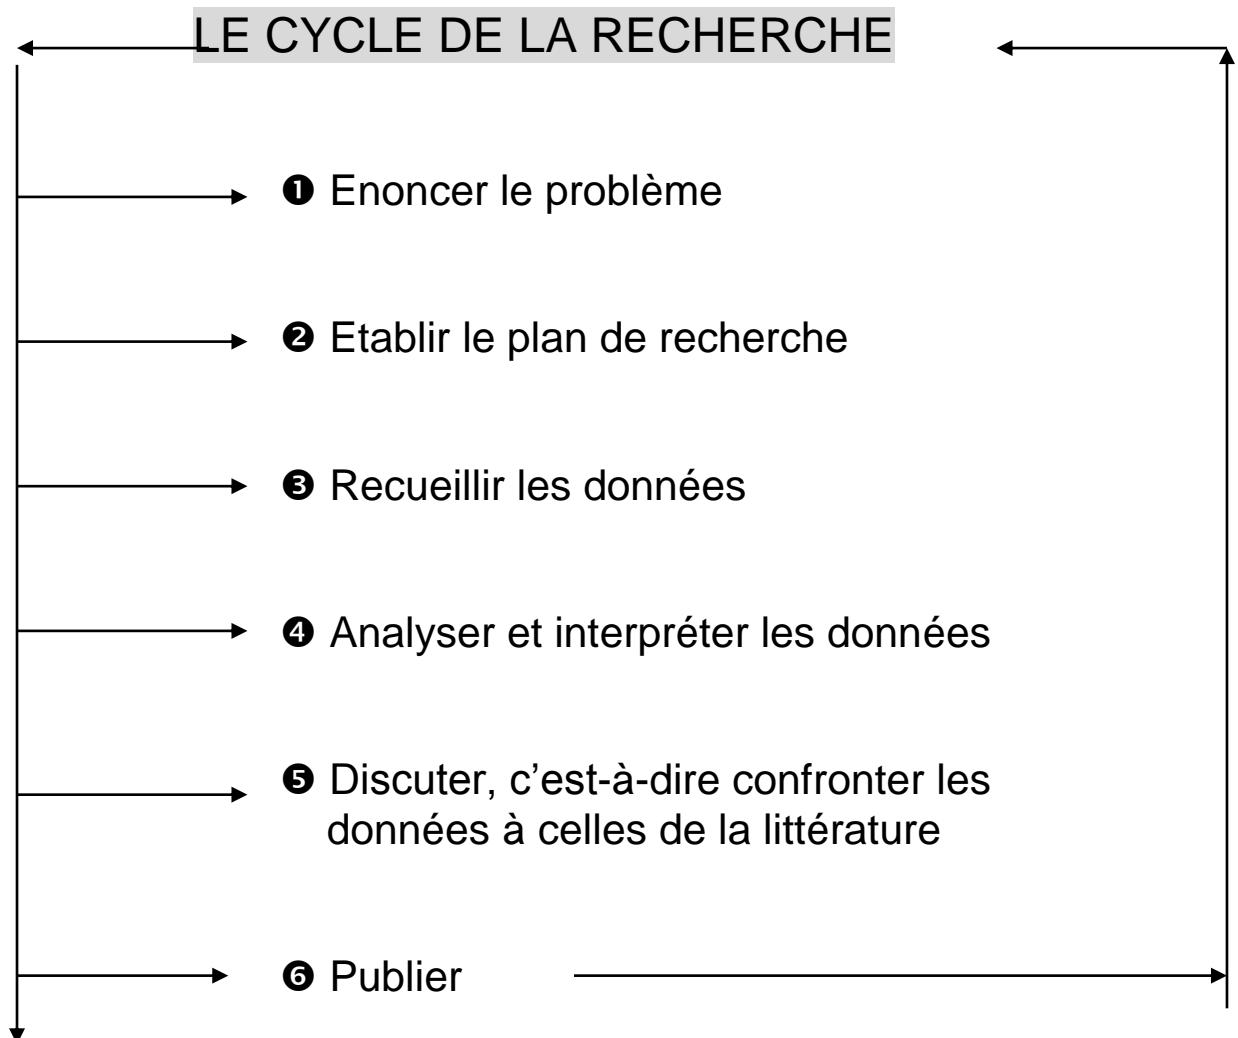 LE CYCLE DE LA RECHERCHE
❶ Enoncer le problème
❷ Etablir le plan de recherche
❸ Recueillir les données
❹ Analyser et interpréter les données
❺ Discuter, c’est-à-dire confronter les
données à celles de la littérature
❻ Publier